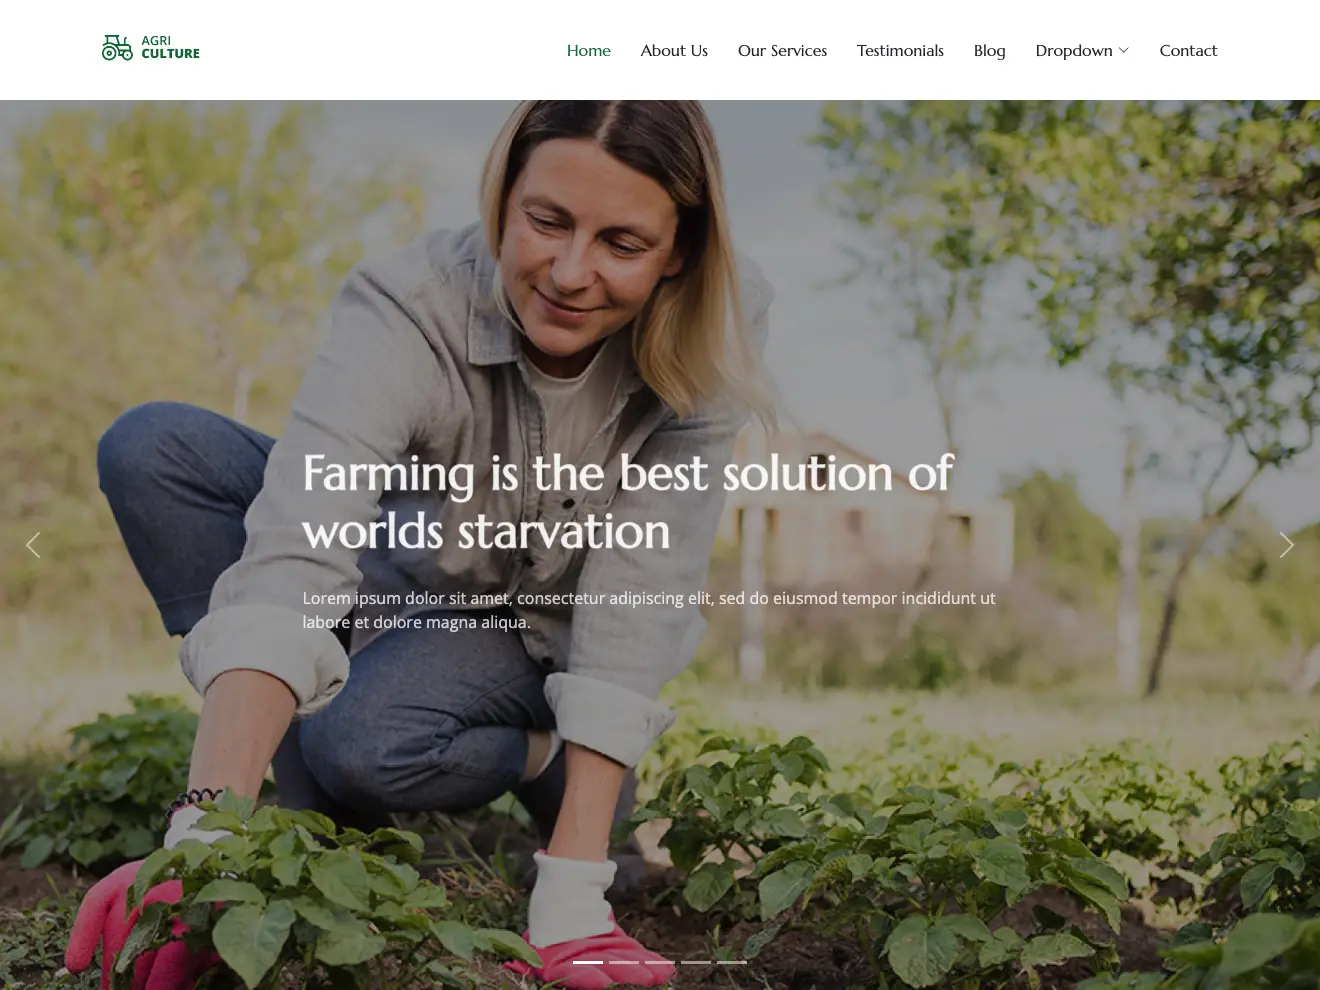 AGRI
CULTURE
Home About Us Our Services Testimonials Blog Dropdown Contact
Farming is the best solution of
worlds starvation
Lorem ipsum dolor sit amet, consectetur adipiscing elit, sed do eiusmod tempor incididunt ut
labore et dolore magna aliqua.